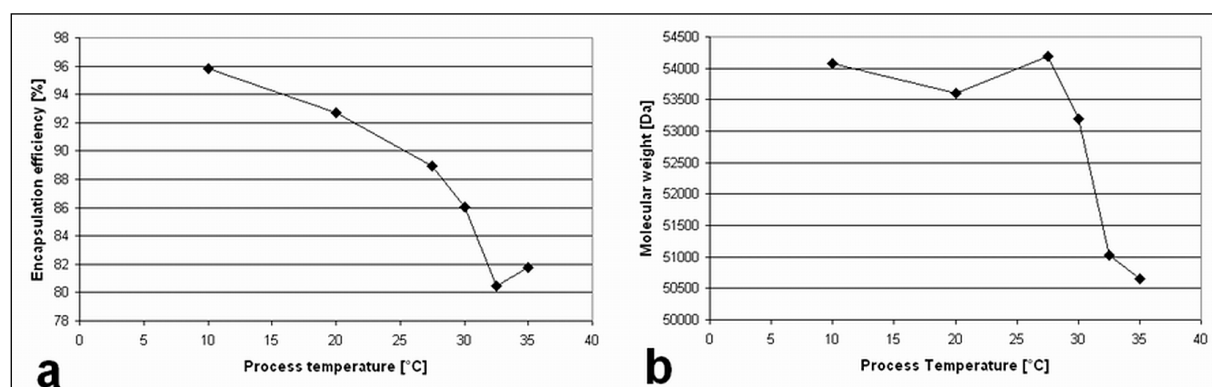 98
96
94
92
90
88
86
84
82
80
78
Encapsulation efficiency [%]
0 5 10 15 20 25 30 35 40
Process temperature [°C]
a
54500
54000
53500
53000
52500
52000
51500
51000
50500
50000
Molecular weight [Da]
0 5 10 15 20 25 30 35 40
Process Temperature [°C]
b